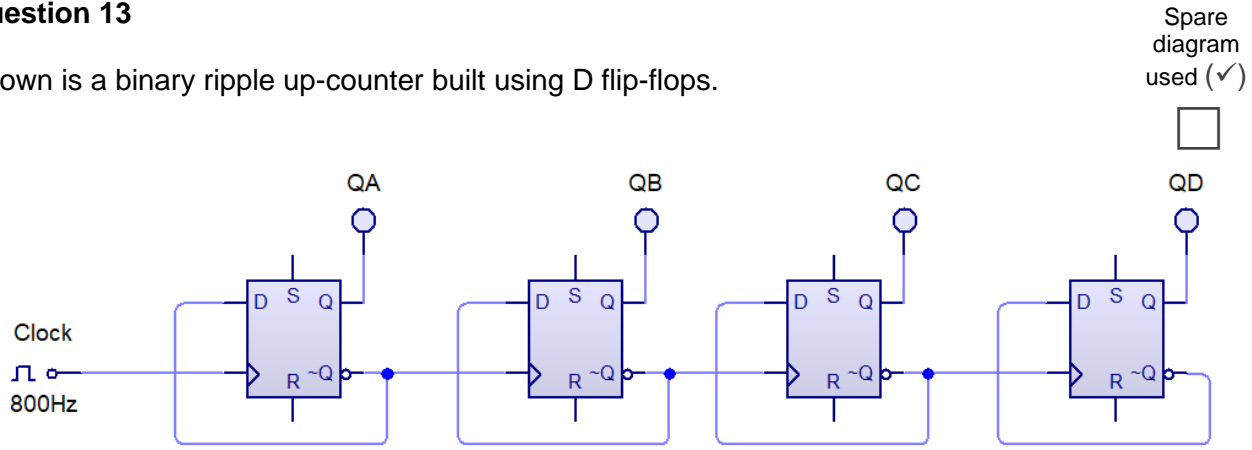 uestion 13
Spare
diagram
used (✓)
own is a binary ripple up-counter built using D flip-flops.
QA QB QC QD
D S Q D S Q D S Q D S Q
Clock
R ~Q R ~Q R ~Q R ~Q
800Hz